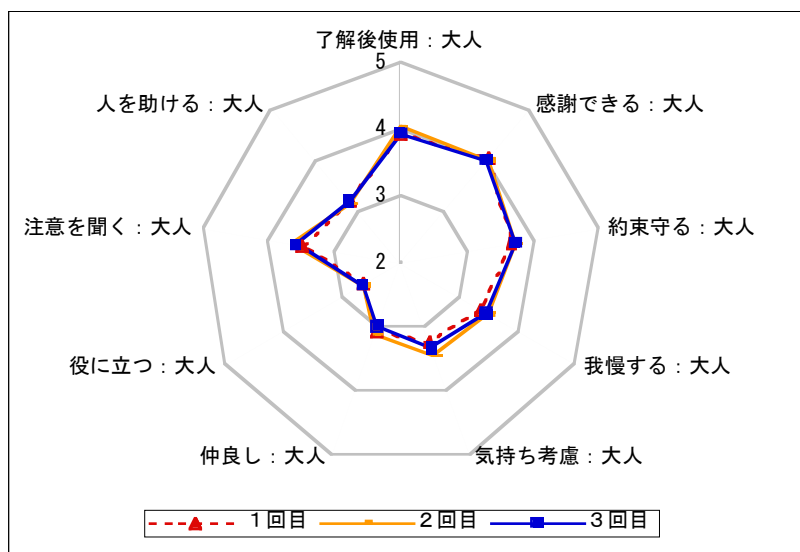 了解後使用：大人
5
人を助ける：大人
感謝できる：大人
4
3
注意を聞く：大人
約束守る：大人
2
役に立つ：大人
我慢する：大人
仲良し：大人
気持ち考慮：大人
１回目 ２回目 ３回目